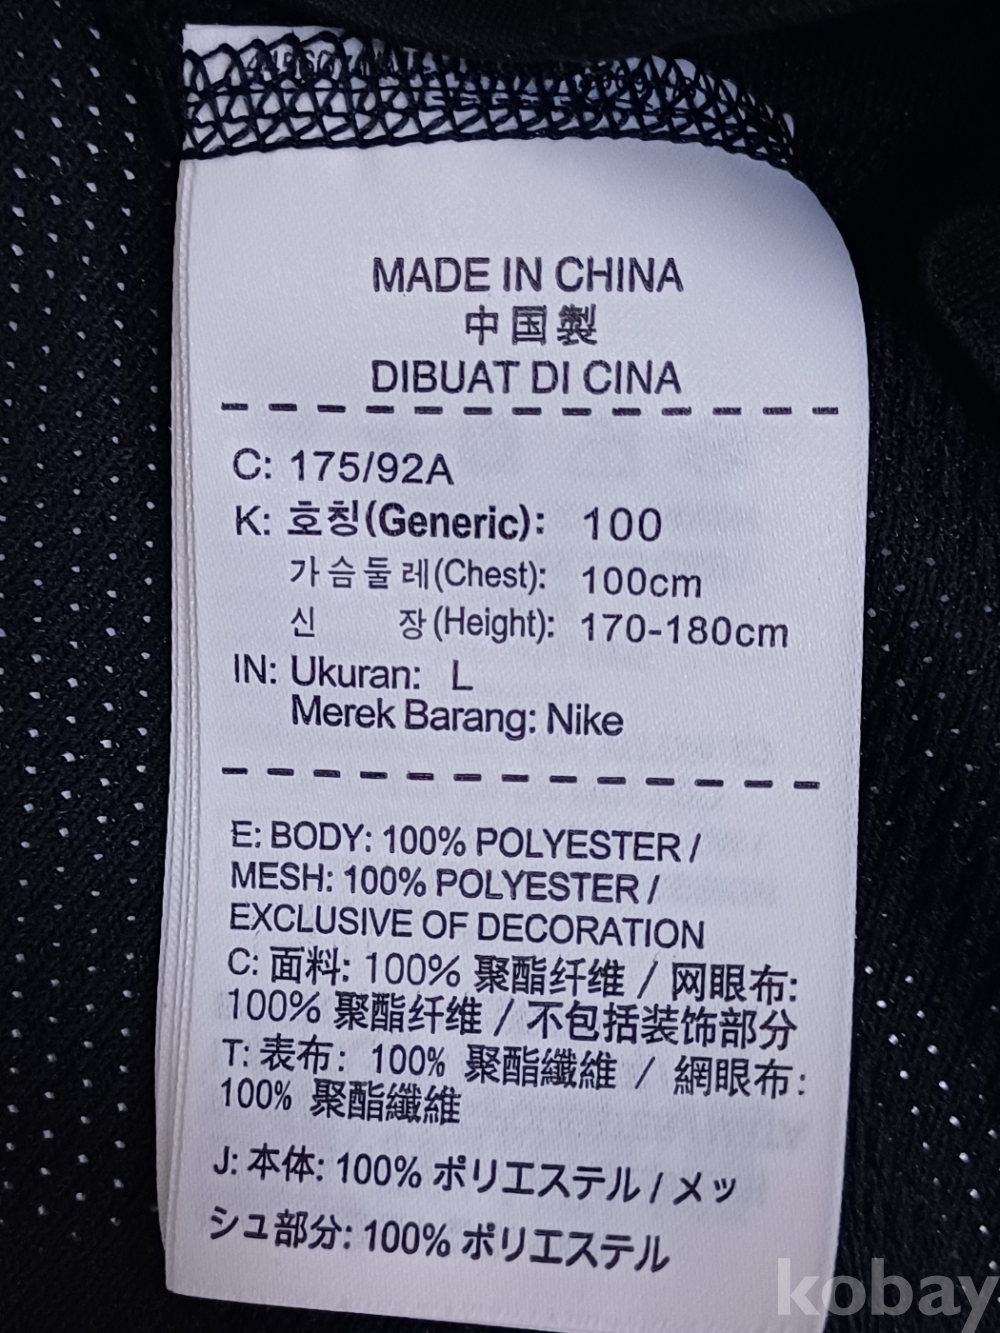 MADE IN CHINA
中国製
DIBUAT DI CINA
C: 175/92A
K: 호칭(Generic): 100
가슴둘레(Chest): 100cm
신 장(Height): 170-180cm
IN: Ukuran: L
Merek Barang: Nike
E: BODY: 100% POLYESTER /
MESH: 100% POLYESTER /
EXCLUSIVE OF DECORATION
C: 面料: 100% 聚酯纤维 / 网眼布:
100% 聚酯纤维 / 不包括装饰部分
T: 表布: 100% 聚酯纖維 / 網眼布:
100% 聚酯纖維
J: 本体: 100% ポリエステル / メッ
シュ部分: 100% ポリエステル
kobay